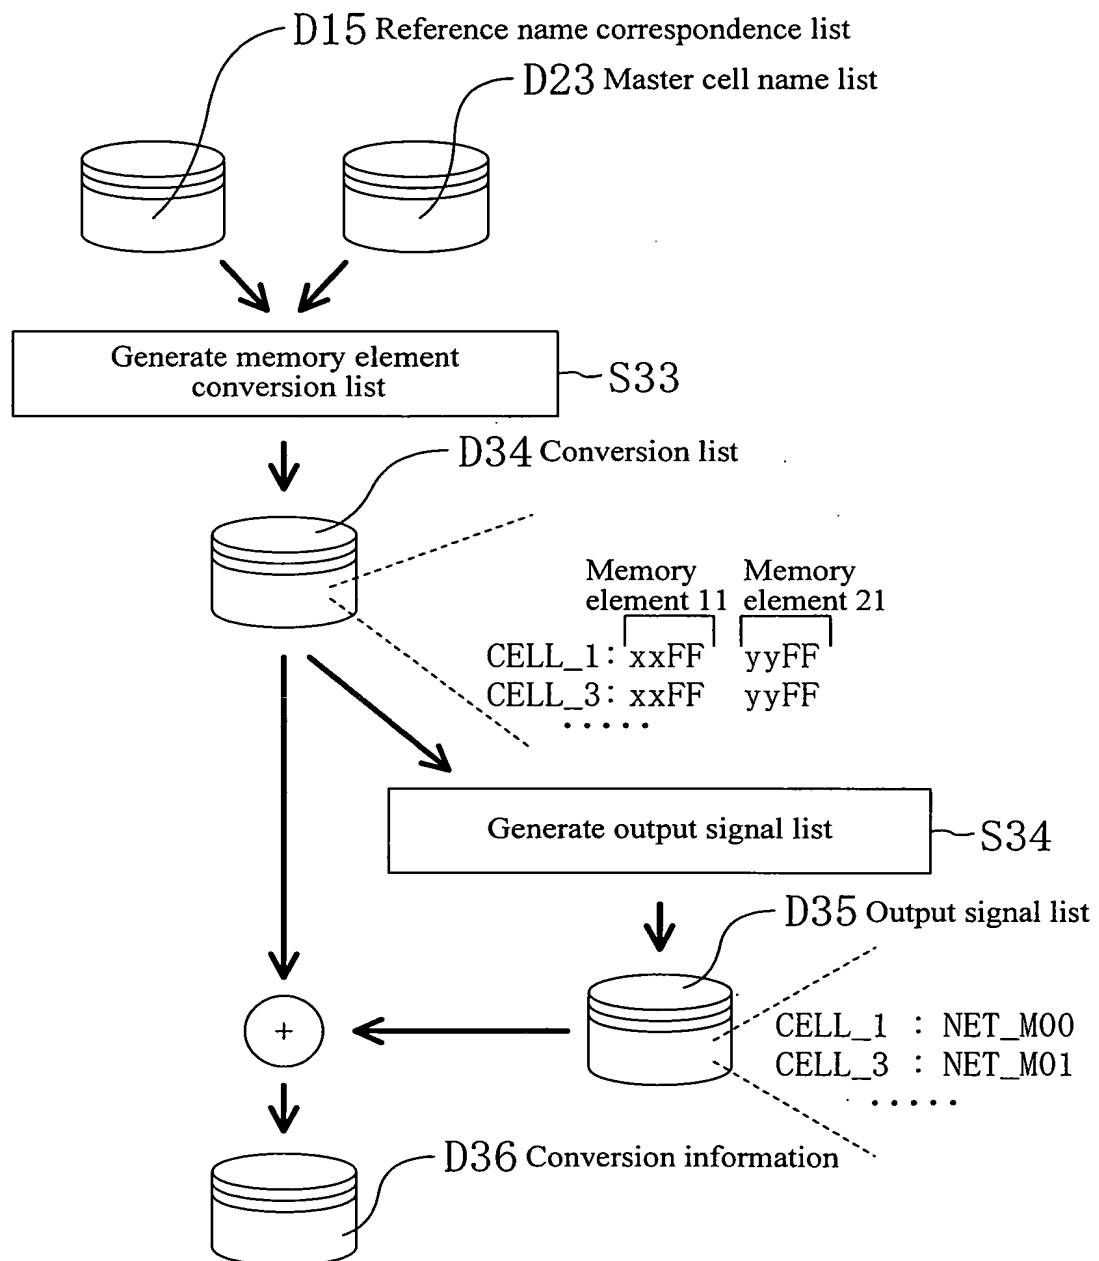 D15 Reference name correspondence list
D23 Master cell name list
Generate memory element
conversion list
S33
D34 Conversion list
Memory
element 11
Memory
element 21
CELL_1: xxFF yyFF
CELL_3: xxFF yyFF
.....
Generate output signal list
S34
D35 Output signal list
+
CELL_1 : NET_M00
CELL_3 : NET_M01
.....
D36 Conversion information